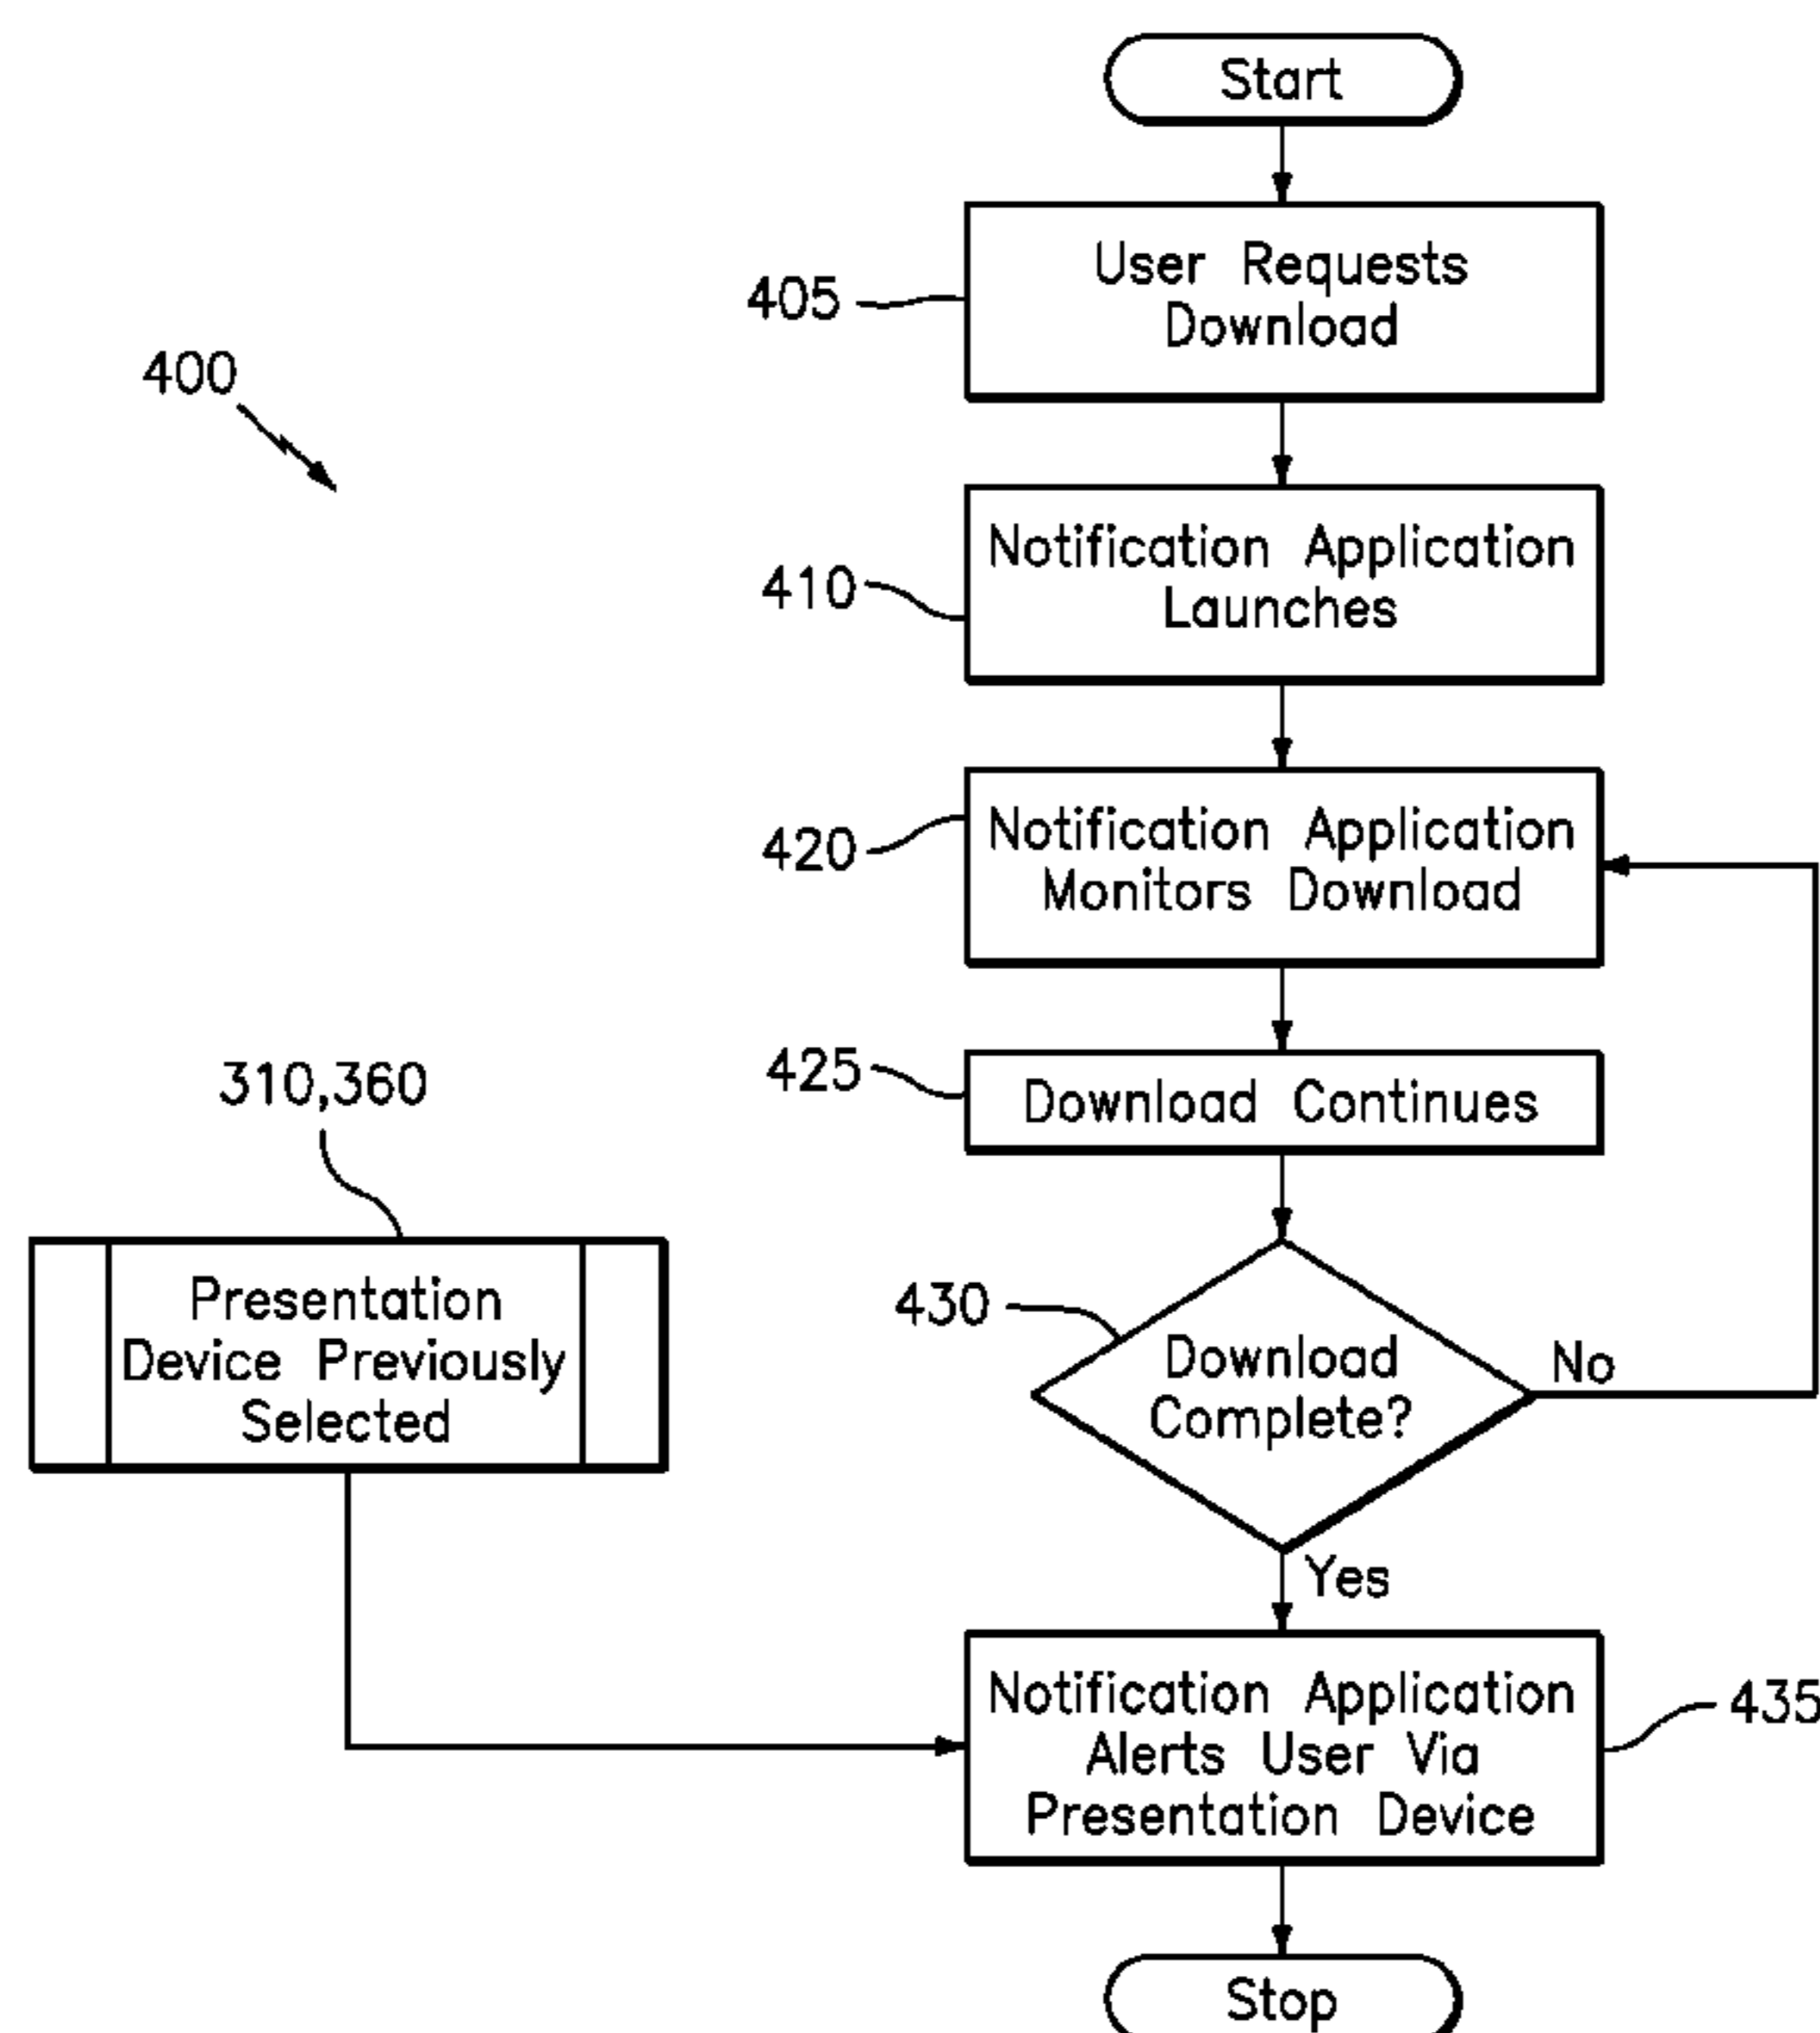 Start
405
User Requests
Download
400
410
Notification Application
Launches
420
Notification Application
Monitors Download
310,360
425
Download Continues
Presentation
Device Previously
Selected
430
Download
Complete?
No
Yes
Notification Application
Alerts User Via
Presentation Device
435
Stop